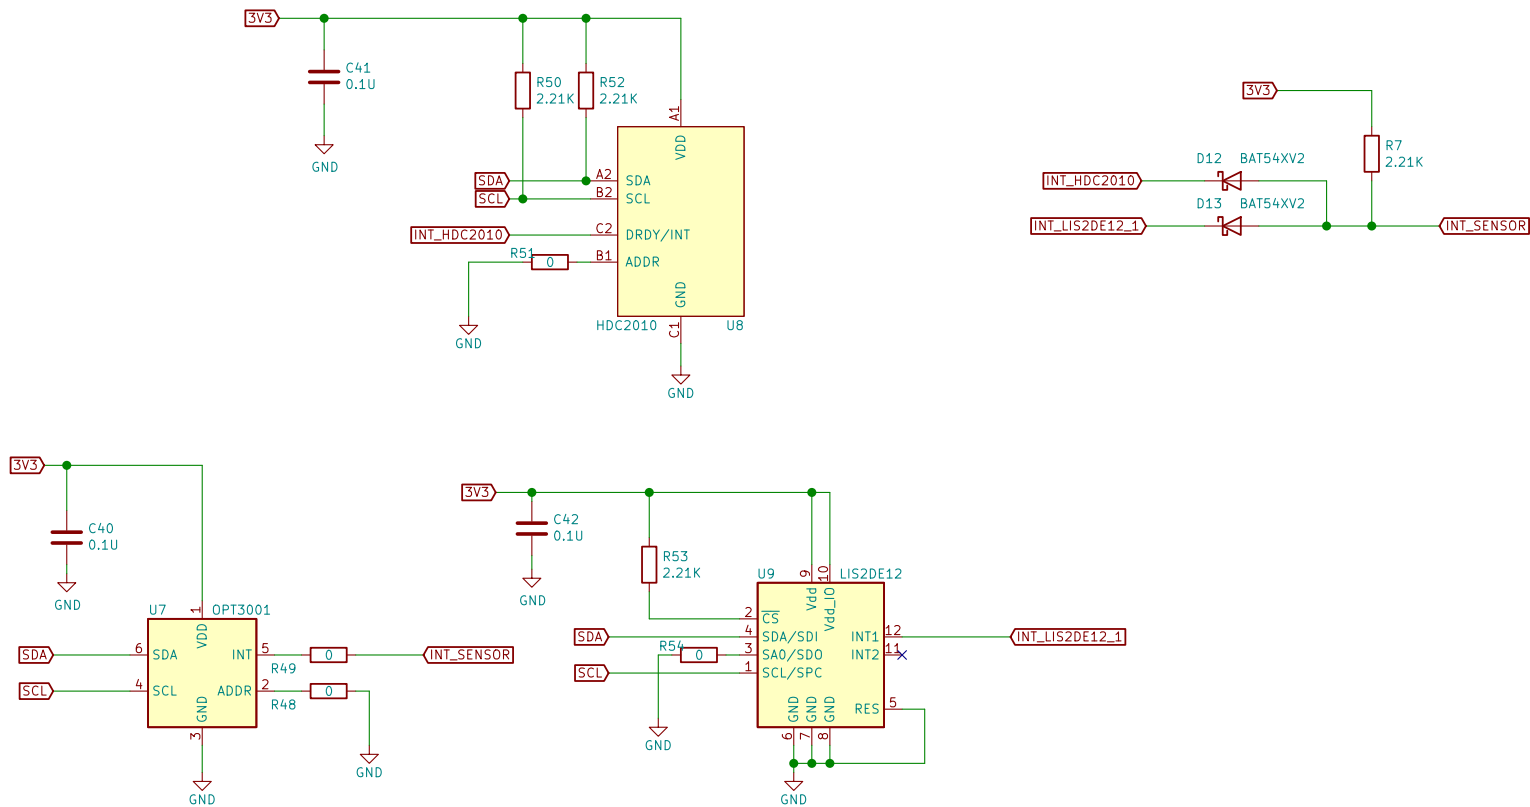 3V3
C41
0.1U
GND
R50
2.21K
R52
2.21K
A1
VDD
SDA
A2
SDA
SCL
B2
SCL
INT_HDC2010
C2
DRDY/INT
R51
0
B1
ADDR
GND
GND
C1
HDC2010
U8
GND
3V3
R7
2.21K
D12
BAT54XV2
INT_HDC2010
D13
BAT54XV2
INT_LIS2DE12_1
INT_SENSOR
3V3
C40
0.1U
GND
U7
OPT3001
1
VDD
SDA
6
SDA
INT
5
0
R49
INT_SENSOR
SCL
4
SCL
ADDR
2
0
R48
GND
3
GND
GND
3V3
C42
0.1U
GND
R53
2.21K
U9
LIS2DE12
9
10
Vdd
Vdd_IO
2
CS
SDA
4
SDA/SDI
INT1
12
INT_LIS2DE12_1
R54
0
3
SA0/SDO
INT2
11
SCL
1
SCL/SPC
RES
5
GND
GND
GND
6
7
8
GND
GND